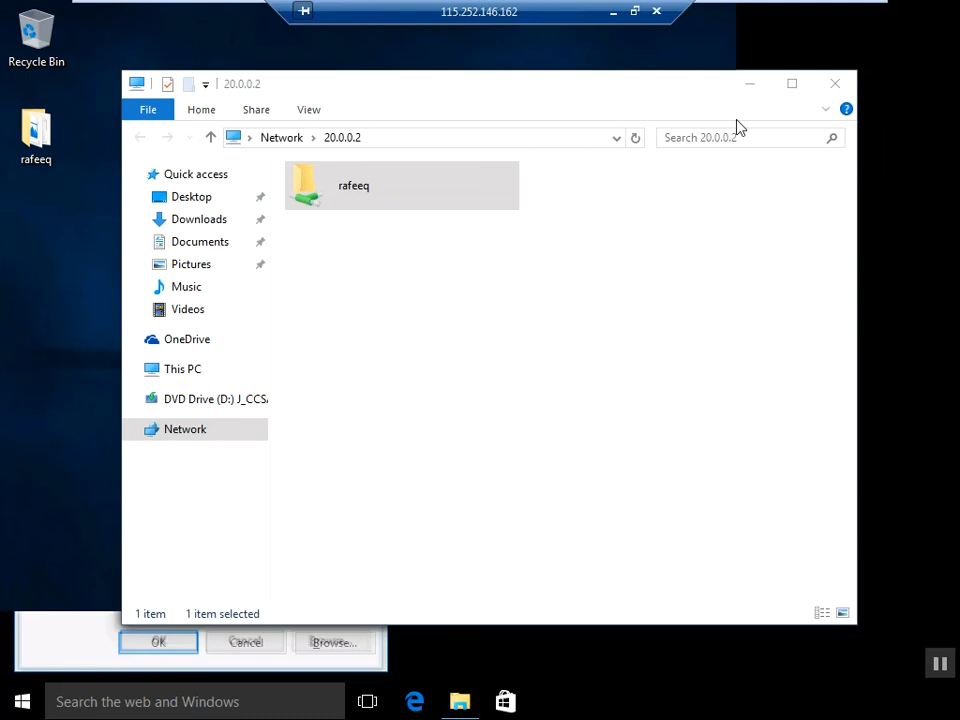 115.252.146.162
Recycle Bin
rafeeq
20.0.0.2
File Home Share View
Network 20.0.0.2
Search 20.0.0.2
Quick access
Desktop
Downloads
Documents
Pictures
Music
Videos
OneDrive
This PC
DVD Drive (D:) J_CCSA
Network
rafeeq
1 item 1 item selected
OK Cancel Browse...
Search the web and Windows